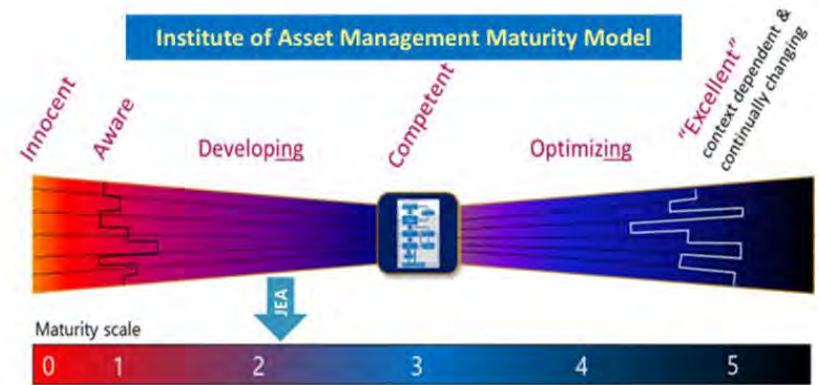 Institute of Asset Management Maturity Model
Innocent
Aware
Developing
Competent
Optimizing
"Excellent"
context dependent &
continually changing
JEA
Maturity scale
0 1 2 3 4 5